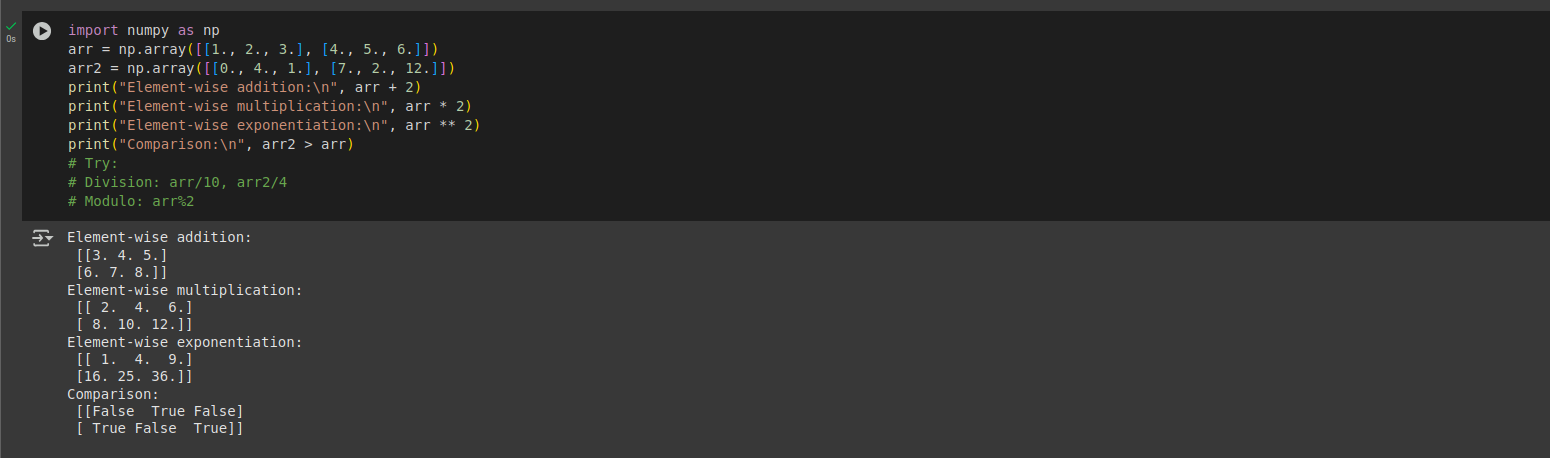 0s
import numpy as np
arr = np.array([[1., 2., 3.], [4., 5., 6.]])
arr2 = np.array([[0., 4., 1.], [7., 2., 12.]])
print("Element-wise addition:\n", arr + 2)
print("Element-wise multiplication:\n", arr * 2)
print("Element-wise exponentiation:\n", arr ** 2)
print("Comparison:\n", arr2 > arr)
# Try:
# Division: arr/10, arr2/4
# Modulo: arr%2
Element-wise addition:
 [[3. 4. 5.]
 [6. 7. 8.]]
Element-wise multiplication:
 [[ 2.  4.  6.]
 [ 8. 10. 12.]]
Element-wise exponentiation:
 [[ 1.  4.  9.]
 [16. 25. 36.]]
Comparison:
 [[False  True False]
 [ True False  True]]